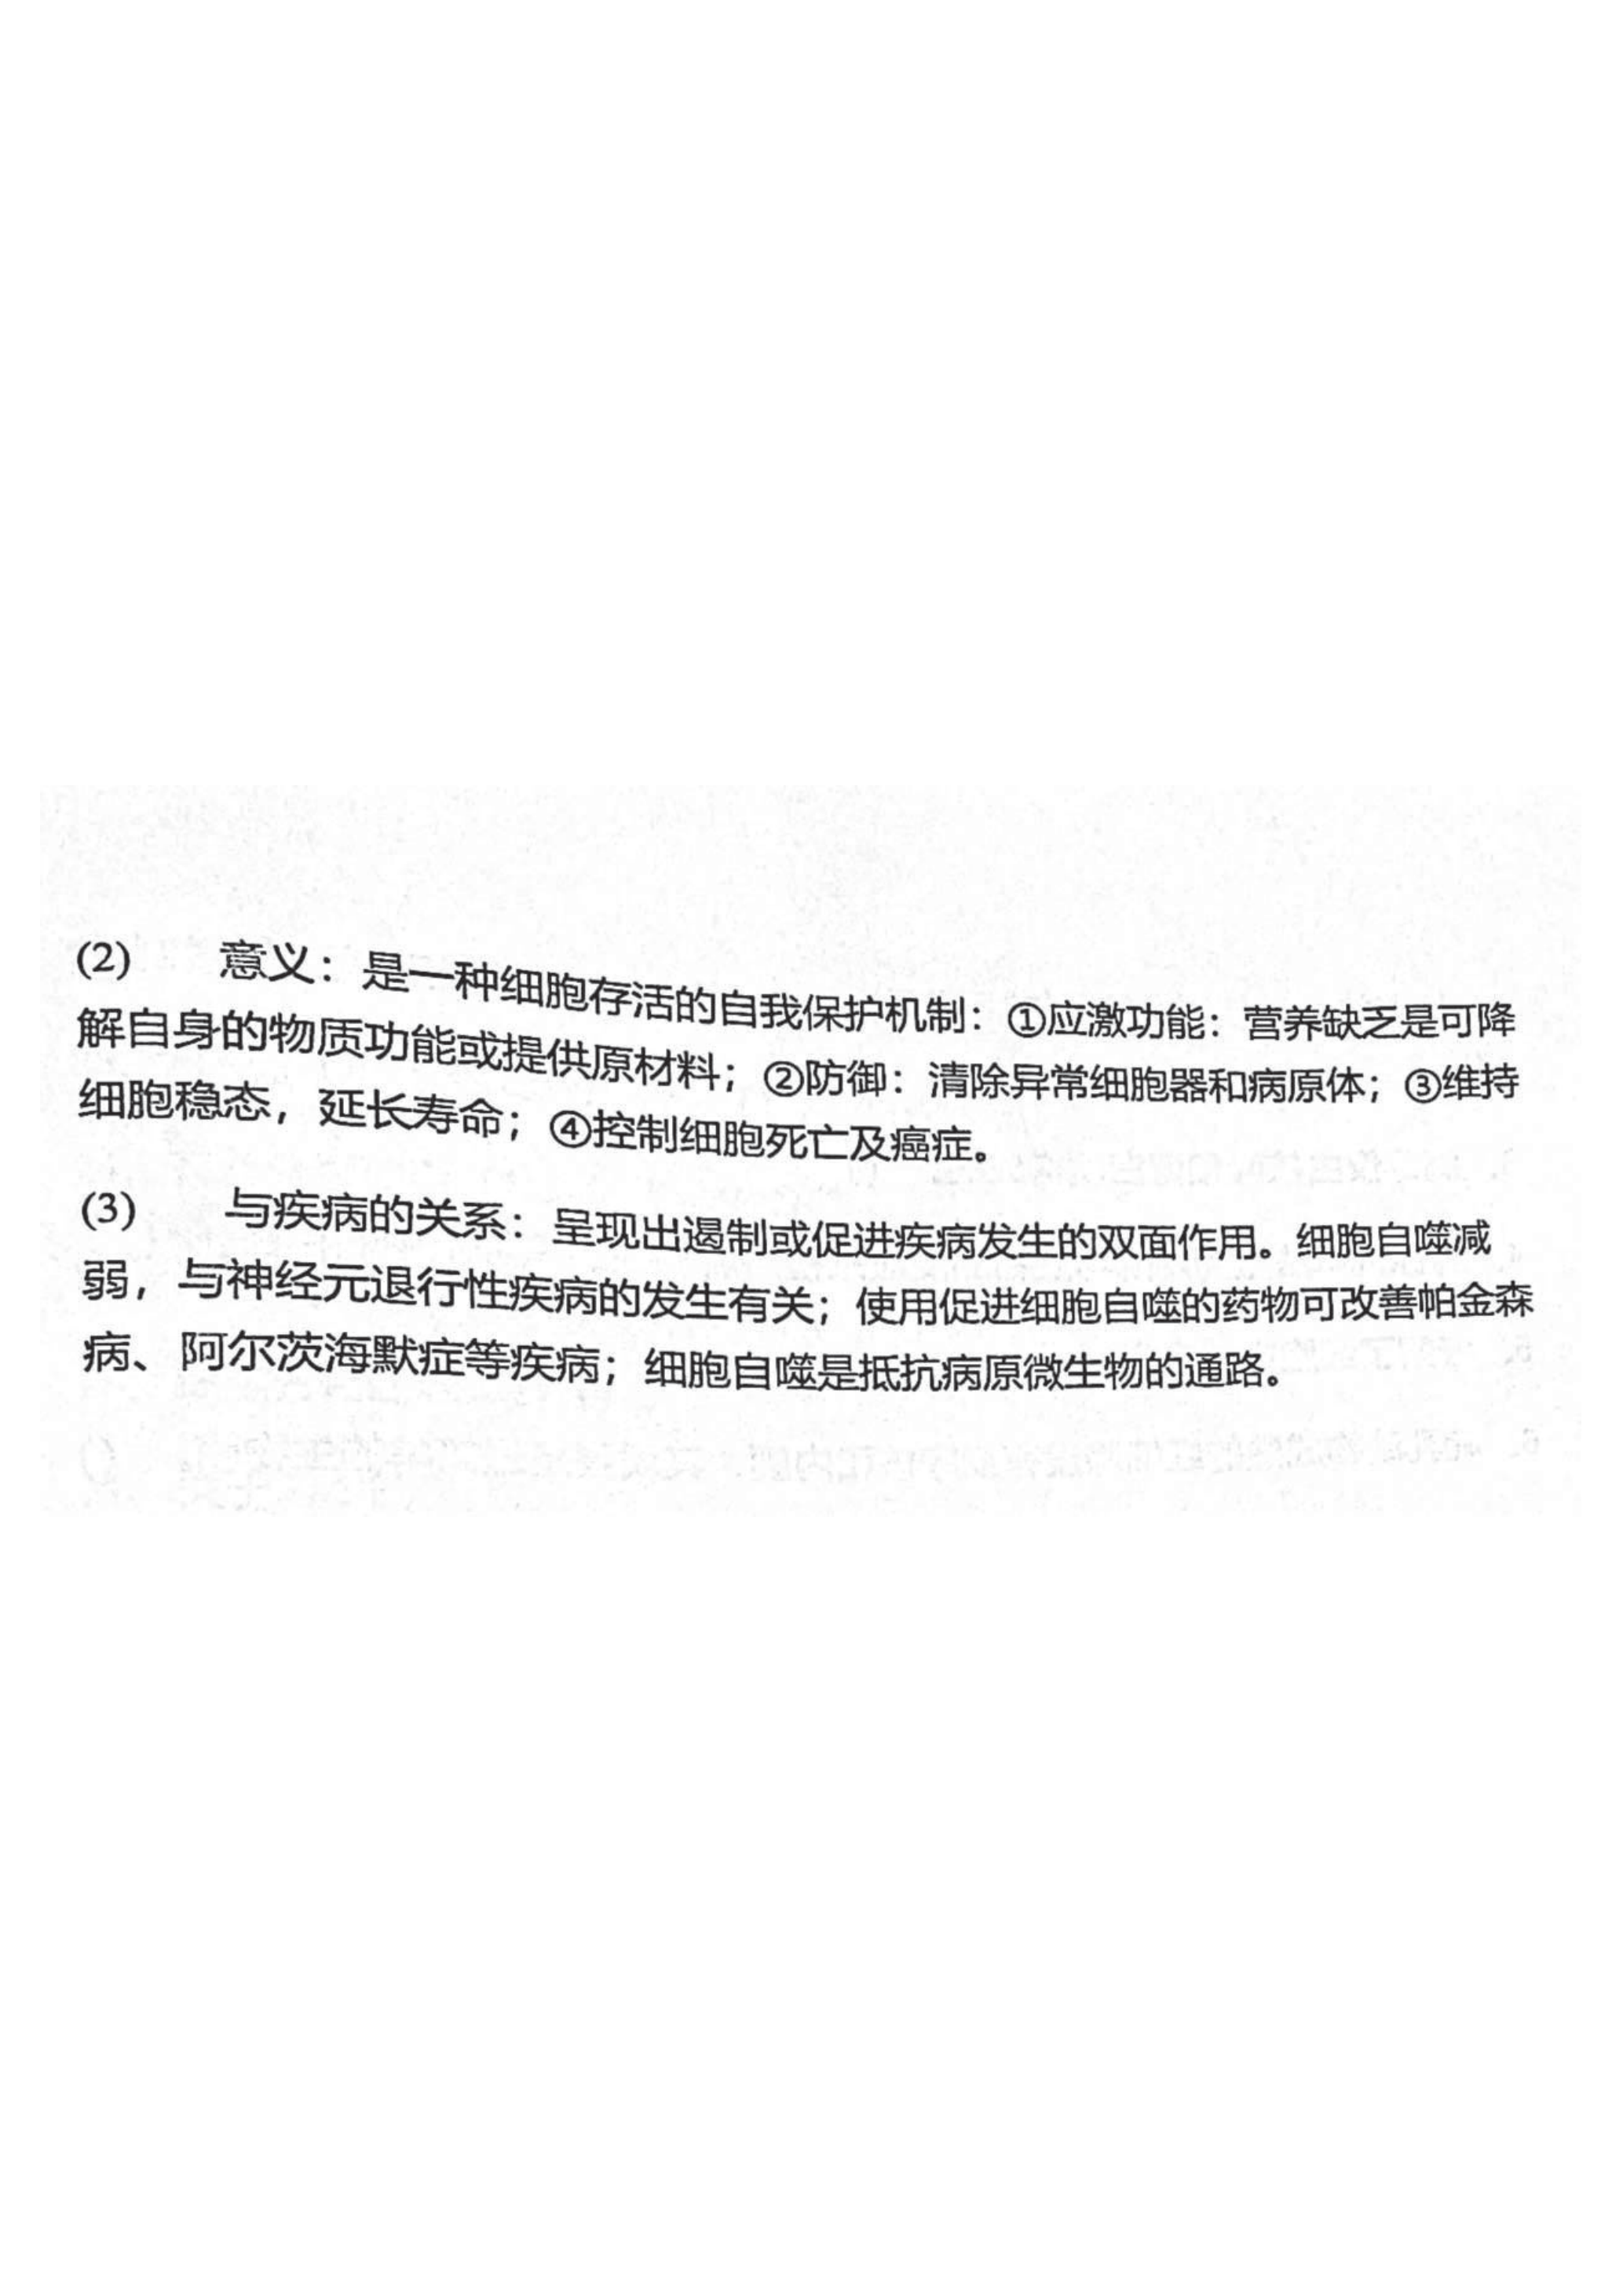 (2) 意义：是一种细胞存活的自我保护机制：①应激功能：营养缺乏是可降
解自身的物质功能或提供原材料；②防御：清除异常细胞器和病原体；③维持
细胞稳态，延长寿命；④控制细胞死亡及癌症。
(3) 与疾病的关系：呈现出遏制或促进疾病发生的双面作用。细胞自噬减
弱，与神经元退行性疾病的发生有关；使用促进细胞自噬的药物可改善帕金森
病、阿尔茨海默症等疾病；细胞自噬是抵抗病原微生物的通路。